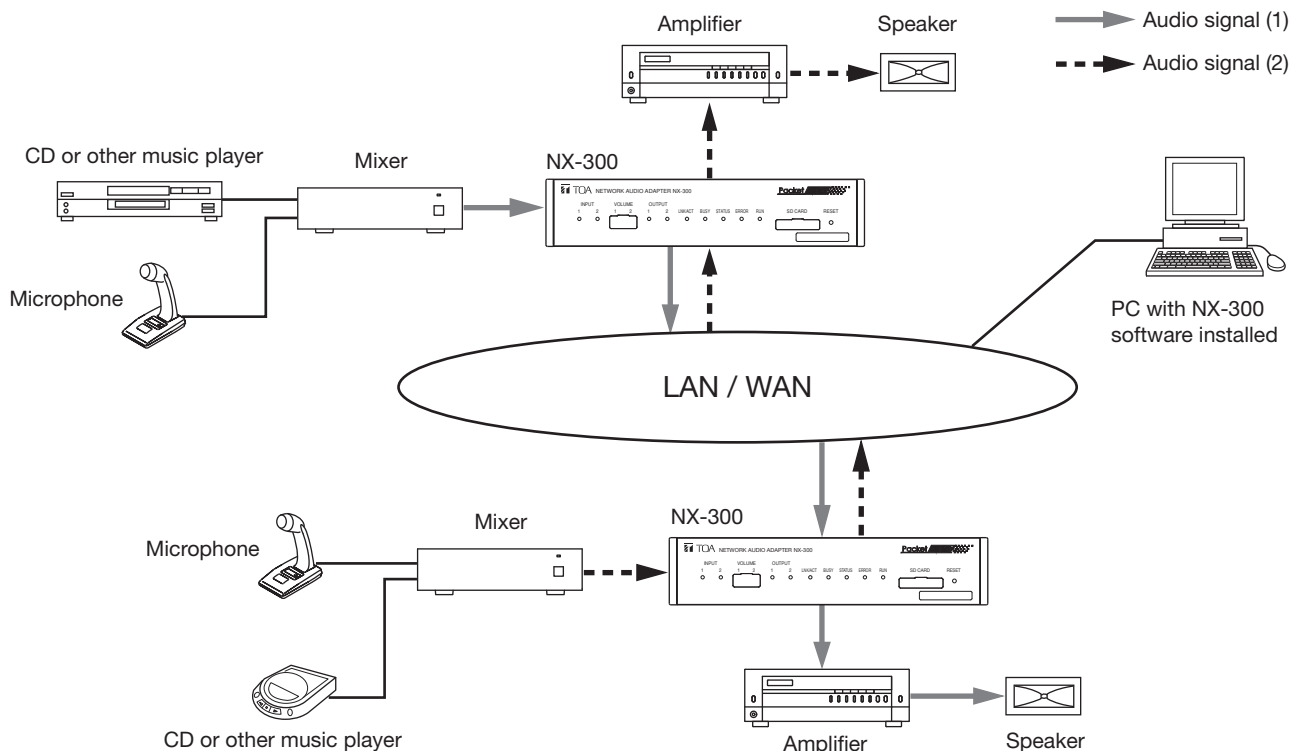 Amplifier
Speaker
Audio signal (1)
Audio signal (2)
CD or other music player
Mixer
NX-300
TOA NETWORK AUDIO ADAPTER NX-300
Packet
INPUT VOLUME OUTPUT
1 2 1 2 1 2 LNK/ACT BUSY STATUS ERROR RUN SD CARD RESET
Microphone
PC with NX-300
software installed
LAN / WAN
Microphone
Mixer
NX-300
TOA NETWORK AUDIO ADAPTER NX-300
Packet
INPUT VOLUME OUTPUT
1 2 1 2 1 2 LNK/ACT BUSY STATUS ERROR RUN SD CARD RESET
CD or other music player
Amplifier
Speaker